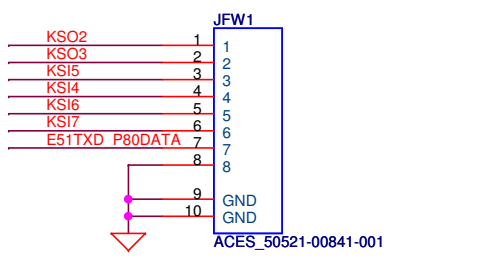 JFW1
KSO2 1 1
KSO3 2 2
KSI5 3 3
KSI4 4 4
KSI6 5 5
KSI7 6 6
E51TXD_P80DATA 7 7
8 8
9 GND
10 GND
ACES_50521-00841-001